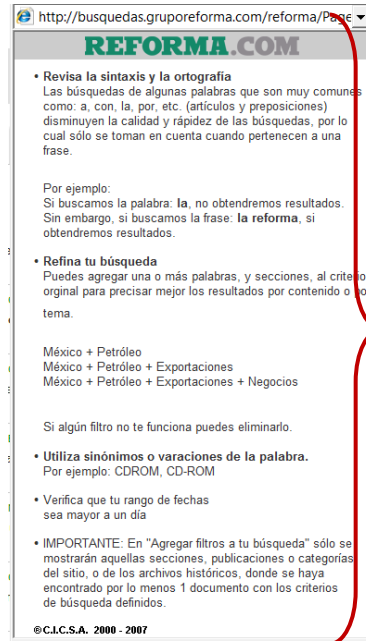 http://busquedas.gruporeforma.com/reforma/Page
REFORMA.COM
• Revisa la sintaxis y la ortografía
Las búsquedas de algunas palabras que son muy comunes
como: a, con, la, por, etc. (artículos y preposiciones)
disminuyen la calidad y rápidez de las búsquedas, por lo
cual sólo se toman en cuenta cuando pertenecen a una
frase.
Por ejemplo:
Si buscamos la palabra: la, no obtendremos resultados.
Sin embargo, si buscamos la frase: la reforma, si
obtendremos resultados.
• Refina tu búsqueda
Puedes agregar una o más palabras, y secciones, al criterio
orginal para precisar mejor los resultados por contenido o
tema.
México + Petróleo
México + Petróleo + Exportaciones
México + Petróleo + Exportaciones + Negocios
Si algún filtro no te funciona puedes eliminarlo.
• Utiliza sinónimos o varaciones de la palabra.
Por ejemplo: CDROM, CD-ROM
• Verifica que tu rango de fechas
sea mayor a un día
• IMPORTANTE: En "Agregar filtros a tu búsqueda" sólo se
mostrarán aquellas secciones, publicaciones o categorías
del sitio, o de los archivos históricos, donde se haya
encontrado por lo menos 1 documento con los criterios
de búsqueda definidos.
©C.I.C.S.A. 2000 - 2007